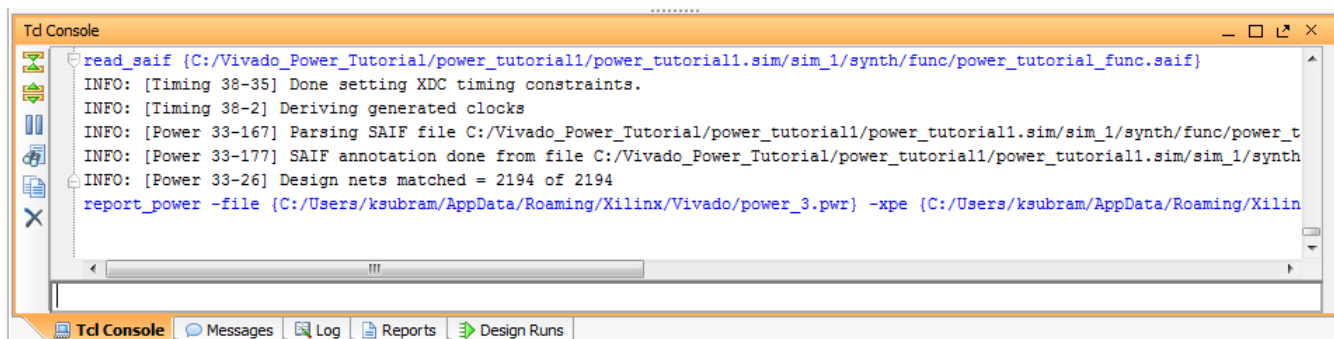 Tcl Console
read_saif {C:/Vivado_Power_Tutorial/power_tutorial1/power_tutorial1.sim/sim_1/synth/func/power_tutorial_func.saif}
INFO: [Timing 38-35] Done setting XDC timing constraints.
INFO: [Timing 38-2] Deriving generated clocks
INFO: [Power 33-167] Parsing SAIF file C:/Vivado_Power_Tutorial/power_tutorial1/power_tutorial1.sim/sim_1/synth/func/power_t
INFO: [Power 33-177] SAIF annotation done from file C:/Vivado_Power_Tutorial/power_tutorial1/power_tutorial1.sim/sim_1/synth
INFO: [Power 33-26] Design nets matched = 2194 of 2194
report_power -file {C:/Users/ksubram/AppData/Roaming/Xilinx/Vivado/power_3.pwr} -xpe {C:/Users/ksubram/AppData/Roaming/Xilin
Tcl Console Messages Log Reports Design Runs